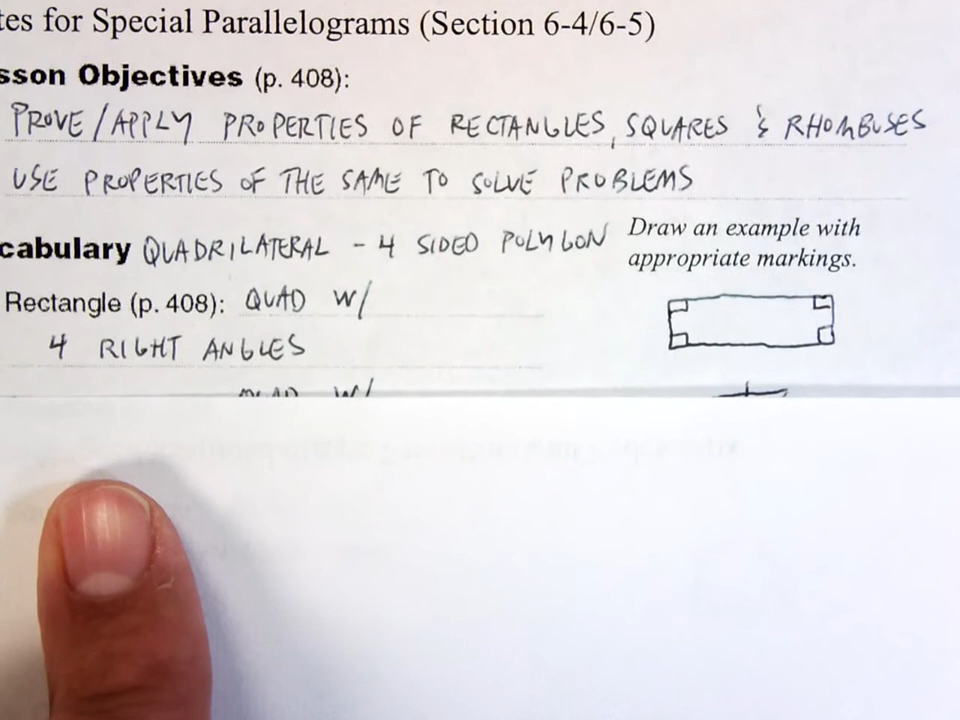 tes for Special Parallelograms (Section 6-4/6-5)
sson Objectives (p. 408):
PROVE/APPLY PROPERTIES OF RECTANGLES, SQUARES & RHOMBUSES
USE PROPERTIES OF THE SAME TO SOLVE PROBLEMS
cabulary QUADRILATERAL - 4 SIDED POLYGON
Draw an example with
appropriate markings.
Rectangle (p. 408): QUAD W/
4 RIGHT ANGLES